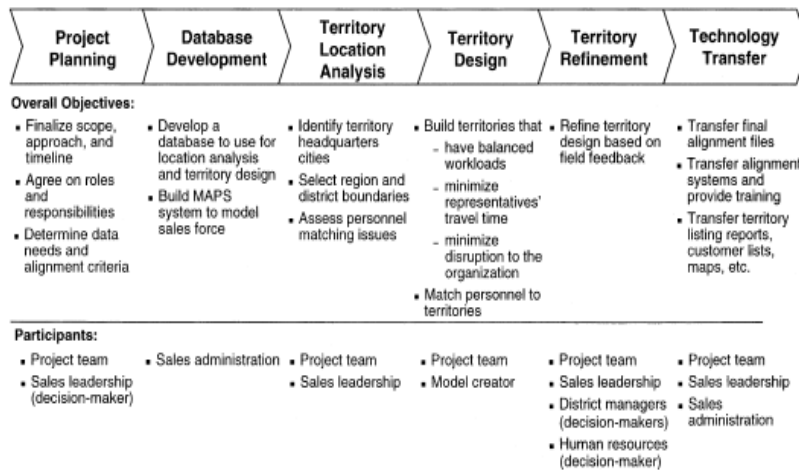 Project
Planning
Database
Development
Territory
Location
Analysis
Territory
Design
Territory
Refinement
Technology
Transfer
Overall Objectives:
▪ Finalize scope,
approach, and
timeline
▪ Agree on roles
and
responsibilities
▪ Determine data
needs and
alignment criteria
▪ Develop a
database to use for
location analysis
and territory design
▪ Build MAPS
system to model
sales force
▪ Identify territory
headquarters
cities
▪ Select region and
district boundaries
▪ Assess personnel
matching issues
▪ Build territories that
– have balanced
workloads
– minimize
representatives'
travel time
– minimize
disruption to the
organization
▪ Match personnel to
territories
▪ Refine territory
design based on
field feedback
▪ Transfer final
alignment files
▪ Transfer alignment
systems and
provide training
▪ Transfer territory
listing reports,
customer lists,
maps, etc.
Participants:
▪ Project team
▪ Sales leadership
(decision-maker)
▪ Sales administration
▪ Project team
▪ Sales leadership
▪ Project team
▪ Model creator
▪ Project team
▪ Sales leadership
▪ District managers
(decision-makers)
▪ Human resources
(decision-maker)
▪ Project team
▪ Sales leadership
▪ Sales
administration